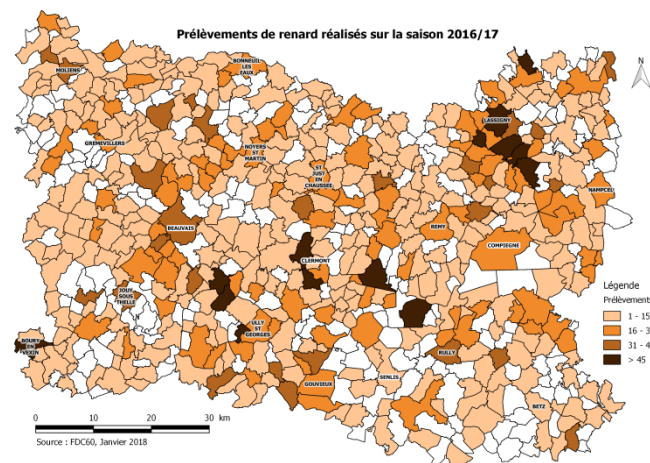 Prélèvements de renard réalisés sur la saison 2016/17
N
MOLIENS
BONNEUIL
LES
EAUX
LASSIGNY
GREMEVILLERS
NOYERS
ST
MARTIN
ST
JUST
EN
CHAUSSEE
NAMPCEL
BEAUVAIS
REMY
COMPIEGNE
CLERMONT
JOUY
SOUS
THELLE
BOURY
EN
VEXIN
ULLY
ST
GEORGES
RULLY
GOUVIEUX
SENLIS
BETZ
Légende
Prélèvements
1 - 15
16 - 3
31 - 4
> 45
0 10 20 30 km
Source : FDC60, Janvier 2018